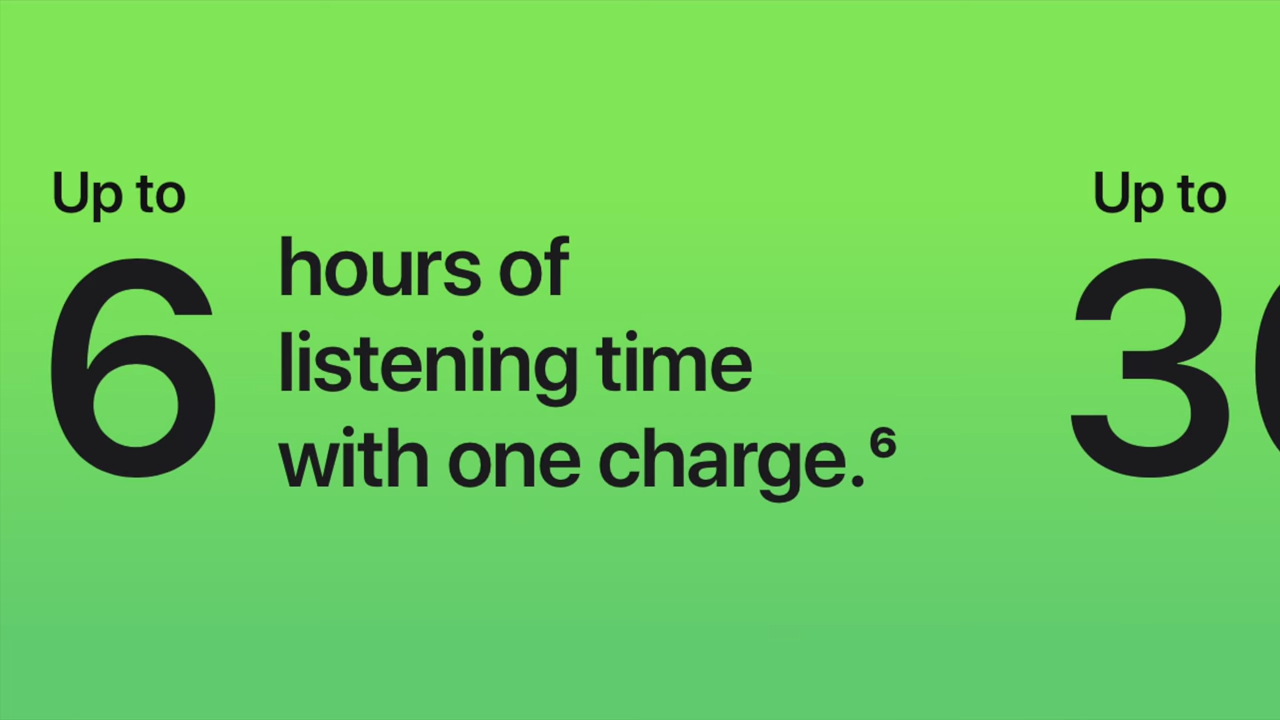 Up to
6
hours of
listening time
with one charge.⁶
Up to
3